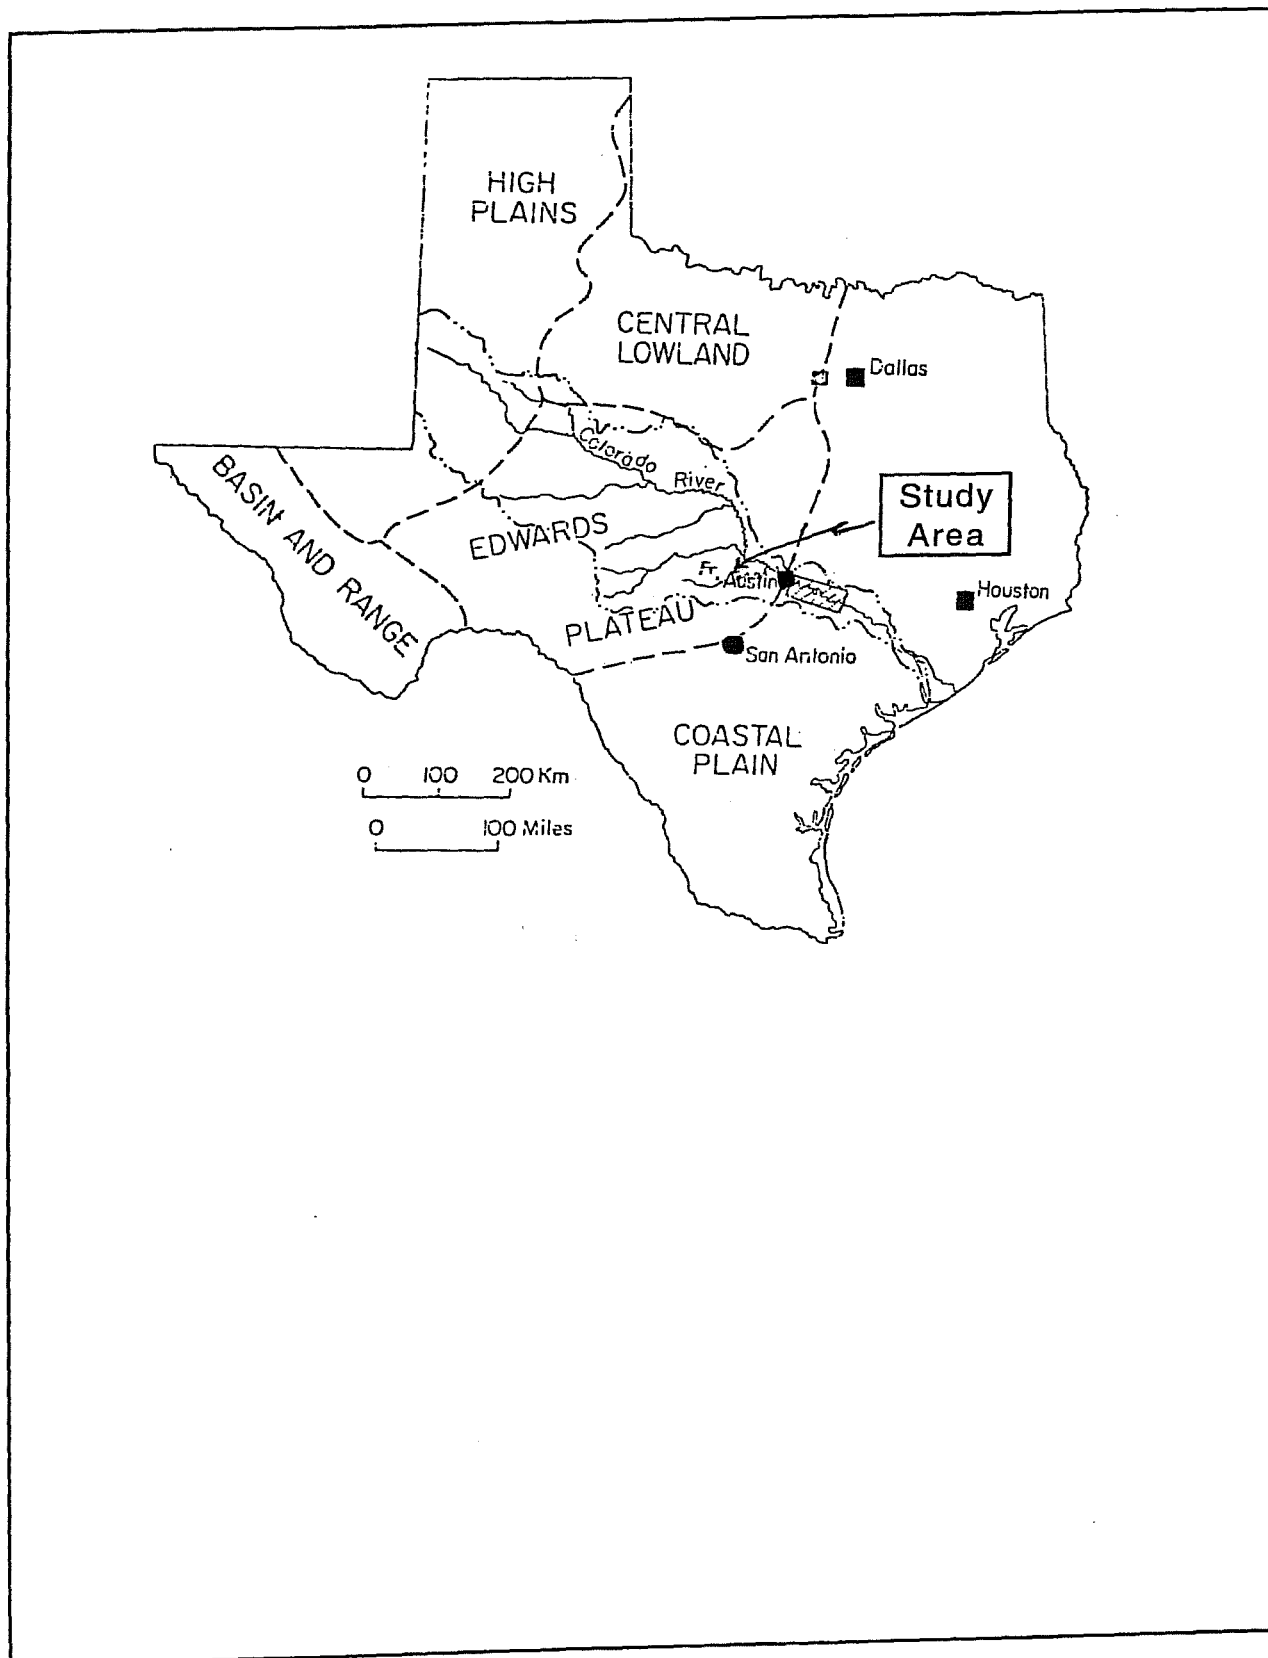 HIGH
PLAINS
CENTRAL
LOWLAND
Dallas
Colorado
River
BASIN AND RANGE
Study
Area
EDWARDS
Austin
Houston
PLATEAU
San Antonio
COASTAL
PLAIN
0 100 200 Km
0 100 Miles